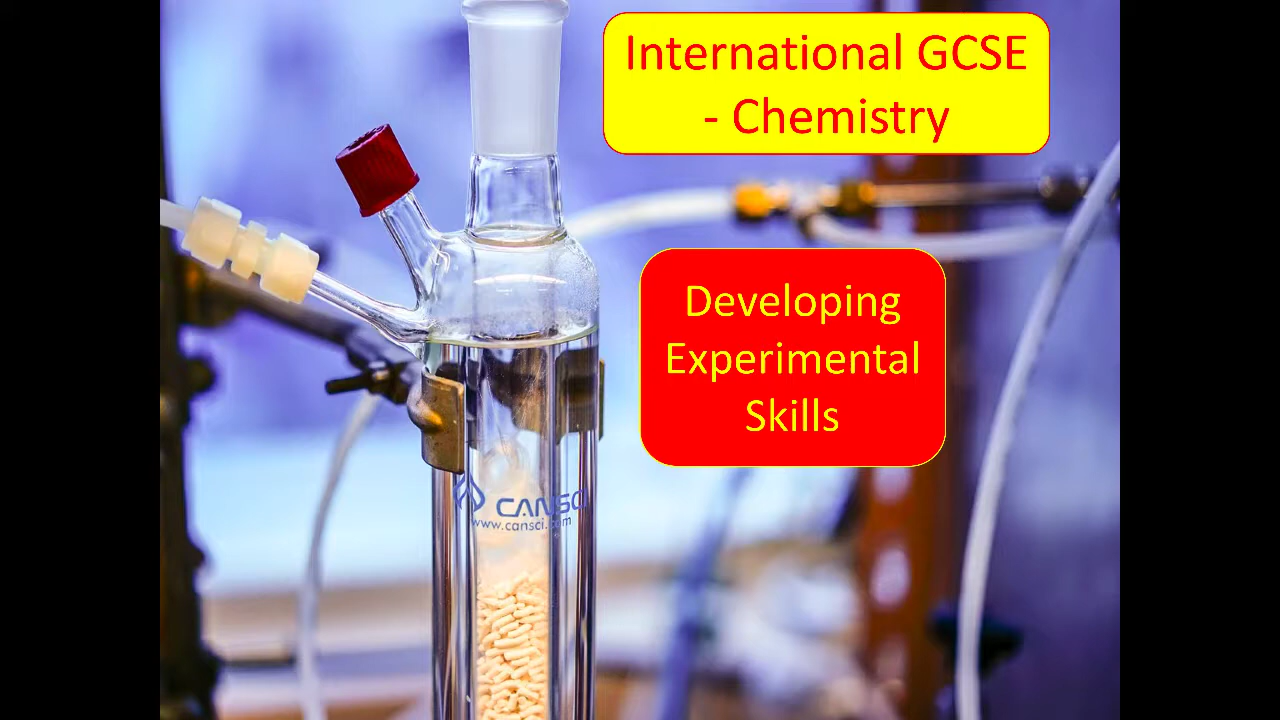 International GCSE
- Chemistry
Developing
Experimental
Skills
CANSCI
www.cansci.com